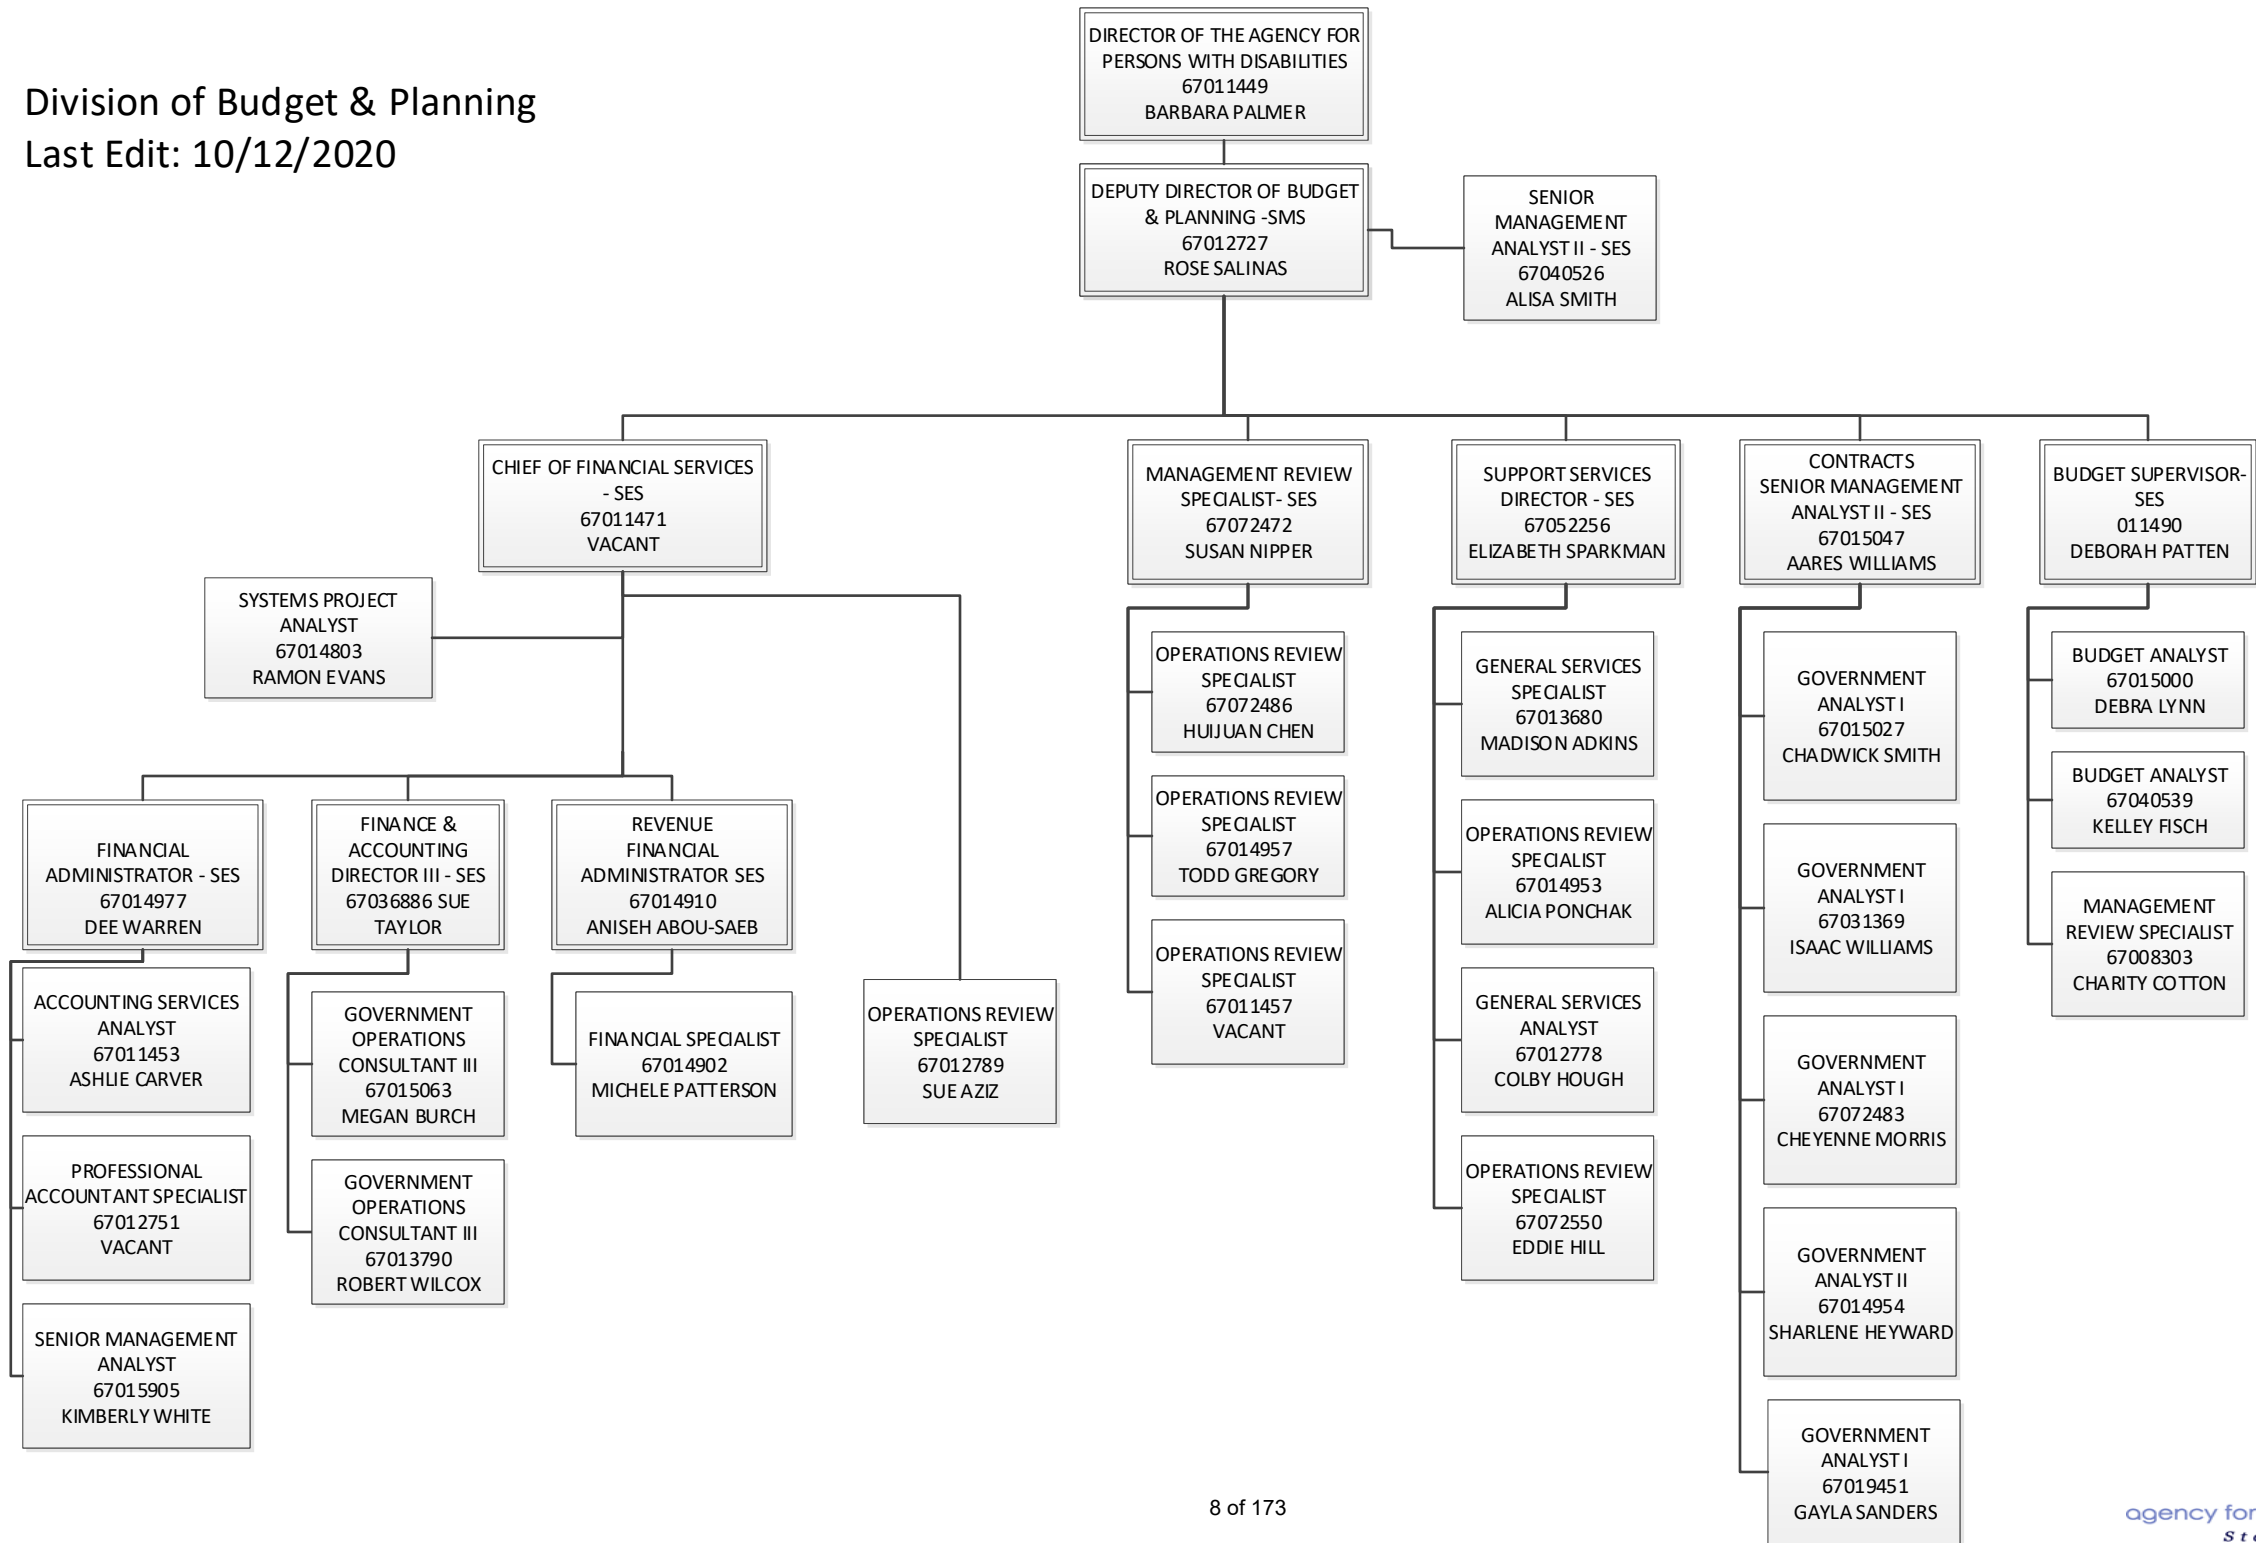 Division of Budget & Planning
Last Edit: 10/12/2020
DIRECTOR OF THE AGENCY FOR
PERSONS WITH DISABILITIES
67011449
BARBARA PALMER
DEPUTY DIRECTOR OF BUDGET
& PLANNING -SMS
67012727
ROSE SALINAS
SENIOR
MANAGEMENT
ANALYST II - SES
67040526
ALISA SMITH
CHIEF OF FINANCIAL SERVICES
- SES
67011471
VACANT
MANAGEMENT REVIEW
SPECIALIST- SES
67072472
SUSAN NIPPER
SUPPORT SERVICES
DIRECTOR - SES
67052256
ELIZABETH SPARKMAN
CONTRACTS
SENIOR MANAGEMENT
ANALYST II - SES
67015047
AARES WILLIAMS
BUDGET SUPERVISOR-
SES
011490
DEBORAH PATTEN
SYSTEMS PROJECT
ANALYST
67014803
RAMON EVANS
FINANCIAL
ADMINISTRATOR - SES
67014977
DEE WARREN
FINANCE &
ACCOUNTING
DIRECTOR III - SES
67036886 SUE
TAYLOR
REVENUE
FINANCIAL
ADMINISTRATOR SES
67014910
ANISEH ABOU-SAEB
ACCOUNTING SERVICES
ANALYST
67011453
ASHLIE CARVER
PROFESSIONAL
ACCOUNTANT SPECIALIST
67012751
VACANT
SENIOR MANAGEMENT
ANALYST
67015905
KIMBERLY WHITE
GOVERNMENT
OPERATIONS
CONSULTANT III
67015063
MEGAN BURCH
GOVERNMENT
OPERATIONS
CONSULTANT III
67013790
ROBERT WILCOX
FINANCIAL SPECIALIST
67014902
MICHELE PATTERSON
OPERATIONS REVIEW
SPECIALIST
67012789
SUE AZIZ
OPERATIONS REVIEW
SPECIALIST
67072486
HUIJUAN CHEN
OPERATIONS REVIEW
SPECIALIST
67014957
TODD GREGORY
OPERATIONS REVIEW
SPECIALIST
67011457
VACANT
GENERAL SERVICES
SPECIALIST
67013680
MADISON ADKINS
OPERATIONS REVIEW
SPECIALIST
67014953
ALICIA PONCHAK
GENERAL SERVICES
ANALYST
67012778
COLBY HOUGH
OPERATIONS REVIEW
SPECIALIST
67072550
EDDIE HILL
GOVERNMENT
ANALYST I
67015027
CHADWICK SMITH
GOVERNMENT
ANALYST I
67031369
ISAAC WILLIAMS
GOVERNMENT
ANALYST I
67072483
CHEYENNE MORRIS
GOVERNMENT
ANALYST II
67014954
SHARLENE HEYWARD
GOVERNMENT
ANALYST I
67019451
GAYLA SANDERS
BUDGET ANALYST
67015000
DEBRA LYNN
BUDGET ANALYST
67040539
KELLEY FISCH
MANAGEMENT
REVIEW SPECIALIST
67008303
CHARITY COTTON
8 of 173
agency for